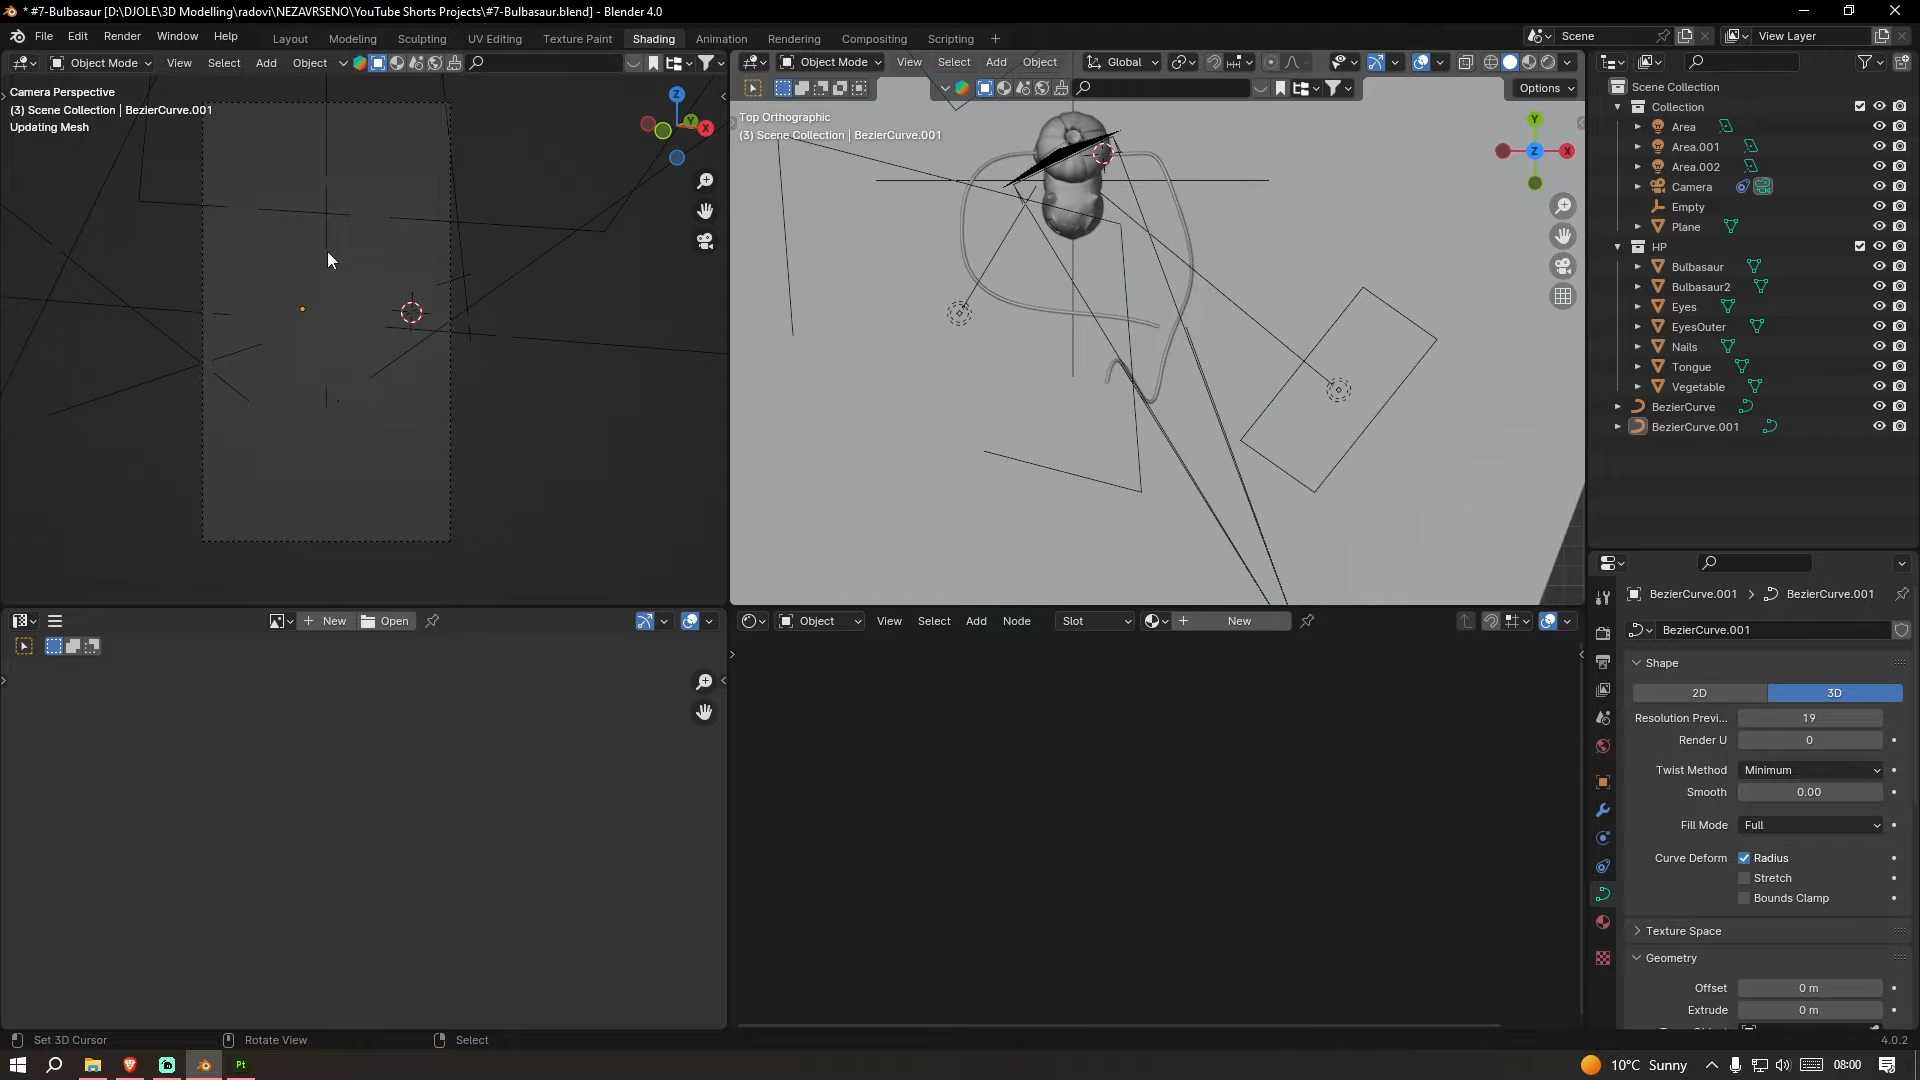 * #7-Bulbasaur [D:\DJOLE\3D Modelling\radovi\NEZAVRSENO\YouTube Shorts Projects\#7-Bulbasaur.blend] - Blender 4.0
File Edit Render Window Help Layout Modeling Sculpting UV Editing Texture Paint Shading Animation Rendering Compositing Scripting + Scene View Layer
Object Mode View Select Add Object
Camera Perspective
(3) Scene Collection | BezierCurve.001
Updating Mesh
Z
Y
X
Object Mode View Select Add Object Global
Options
Top Orthographic
(3) Scene Collection | BezierCurve.001
Y
Z
X
Scene Collection
Collection
Area
Area.001
Area.002
Camera
Empty
Plane
HP
Bulbasaur
Bulbasaur2
Eyes
EyesOuter
Nails
Tongue
Vegetable
BezierCurve
BezierCurve.001
BezierCurve.001 > BezierCurve.001
BezierCurve.001
Shape
2D 3D
Resolution Previ... 19
Render U 0
Twist Method Minimum
Smooth 0.00
Fill Mode Full
Curve Deform Radius
Stretch
Bounds Clamp
Texture Space
Geometry
Offset 0 m
Extrude 0 m
+ New Open
Object View Select Add Node Slot + New
Set 3D Cursor Rotate View Select 4.0.2
Pt 10°C Sunny 08:00